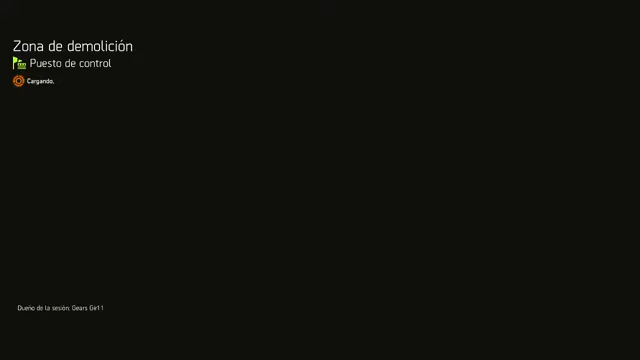 Zona de demolición
Puesto de control
Cargando.
Dueño de la sesión: Gears Girl11